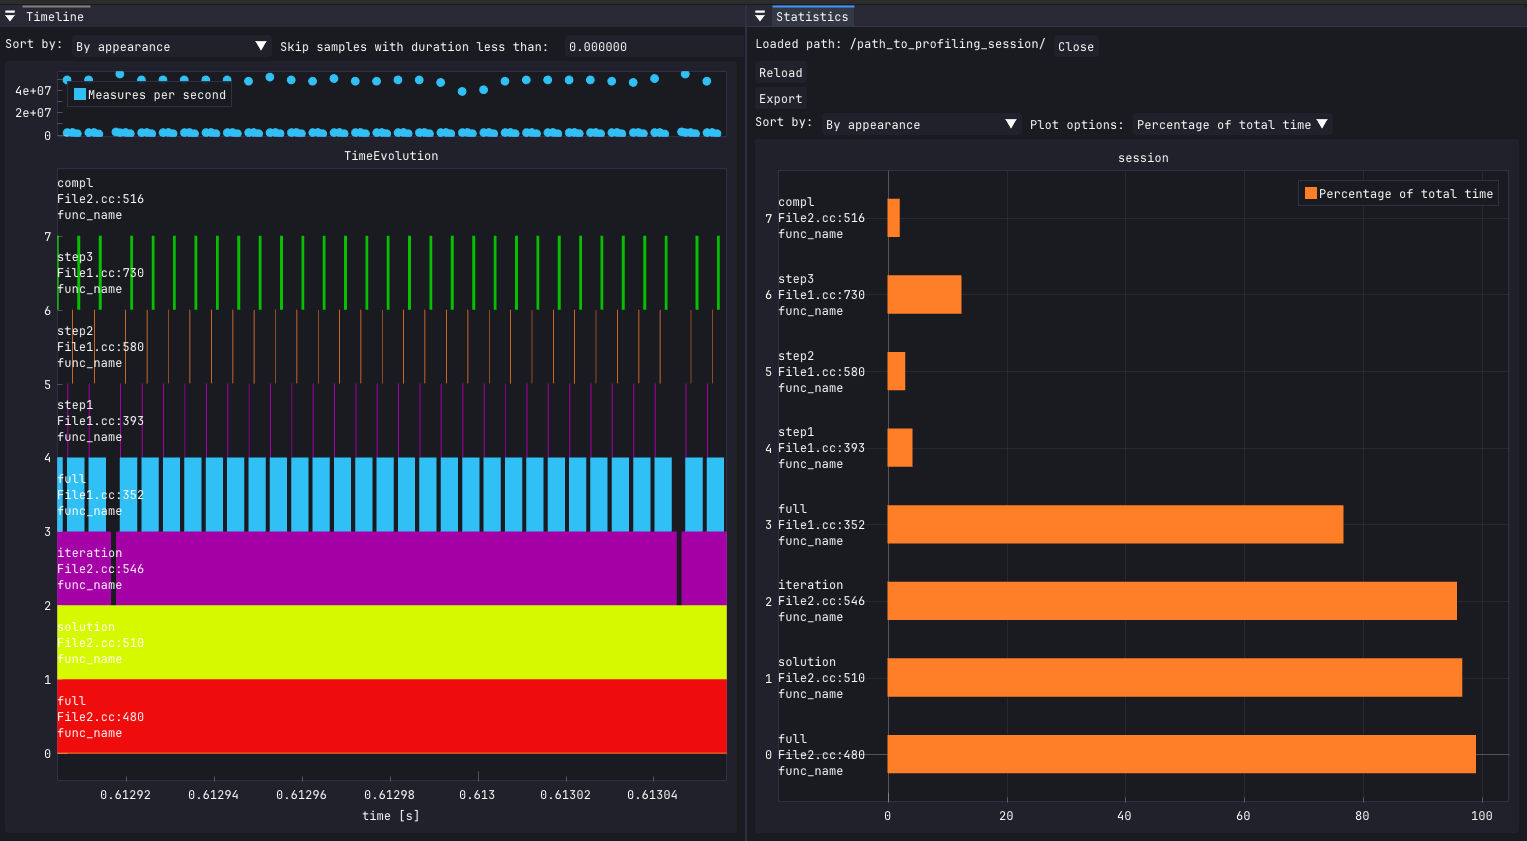 Timeline
Sort by:
By appearance
Skip samples with duration less than:
0.000000
4e+07
2e+07
0
Measures per second
TimeEvolution
compl
File2.cc:516
func_name
7
step3
File1.cc:730
func_name
6
step2
File1.cc:580
func_name
5
step1
File1.cc:393
func_name
4
full
File1.cc:352
func_name
3
iteration
File2.cc:546
func_name
2
solution
File2.cc:510
func_name
1
full
File2.cc:480
func_name
0
0.61292 0.61294 0.61296 0.61298 0.613 0.61302 0.61304
time [s]
Statistics
Loaded path: /path_to_profiling_session/ Close
Reload
Export
Sort by: By appearance Plot options: Percentage of total time
session
Percentage of total time
compl
7 File2.cc:516
func_name
step3
6 File1.cc:730
func_name
step2
5 File1.cc:580
func_name
step1
4 File1.cc:393
func_name
full
3 File1.cc:352
func_name
iteration
2 File2.cc:546
func_name
solution
1 File2.cc:510
func_name
full
0 File2.cc:480
func_name
0 20 40 60 80 100